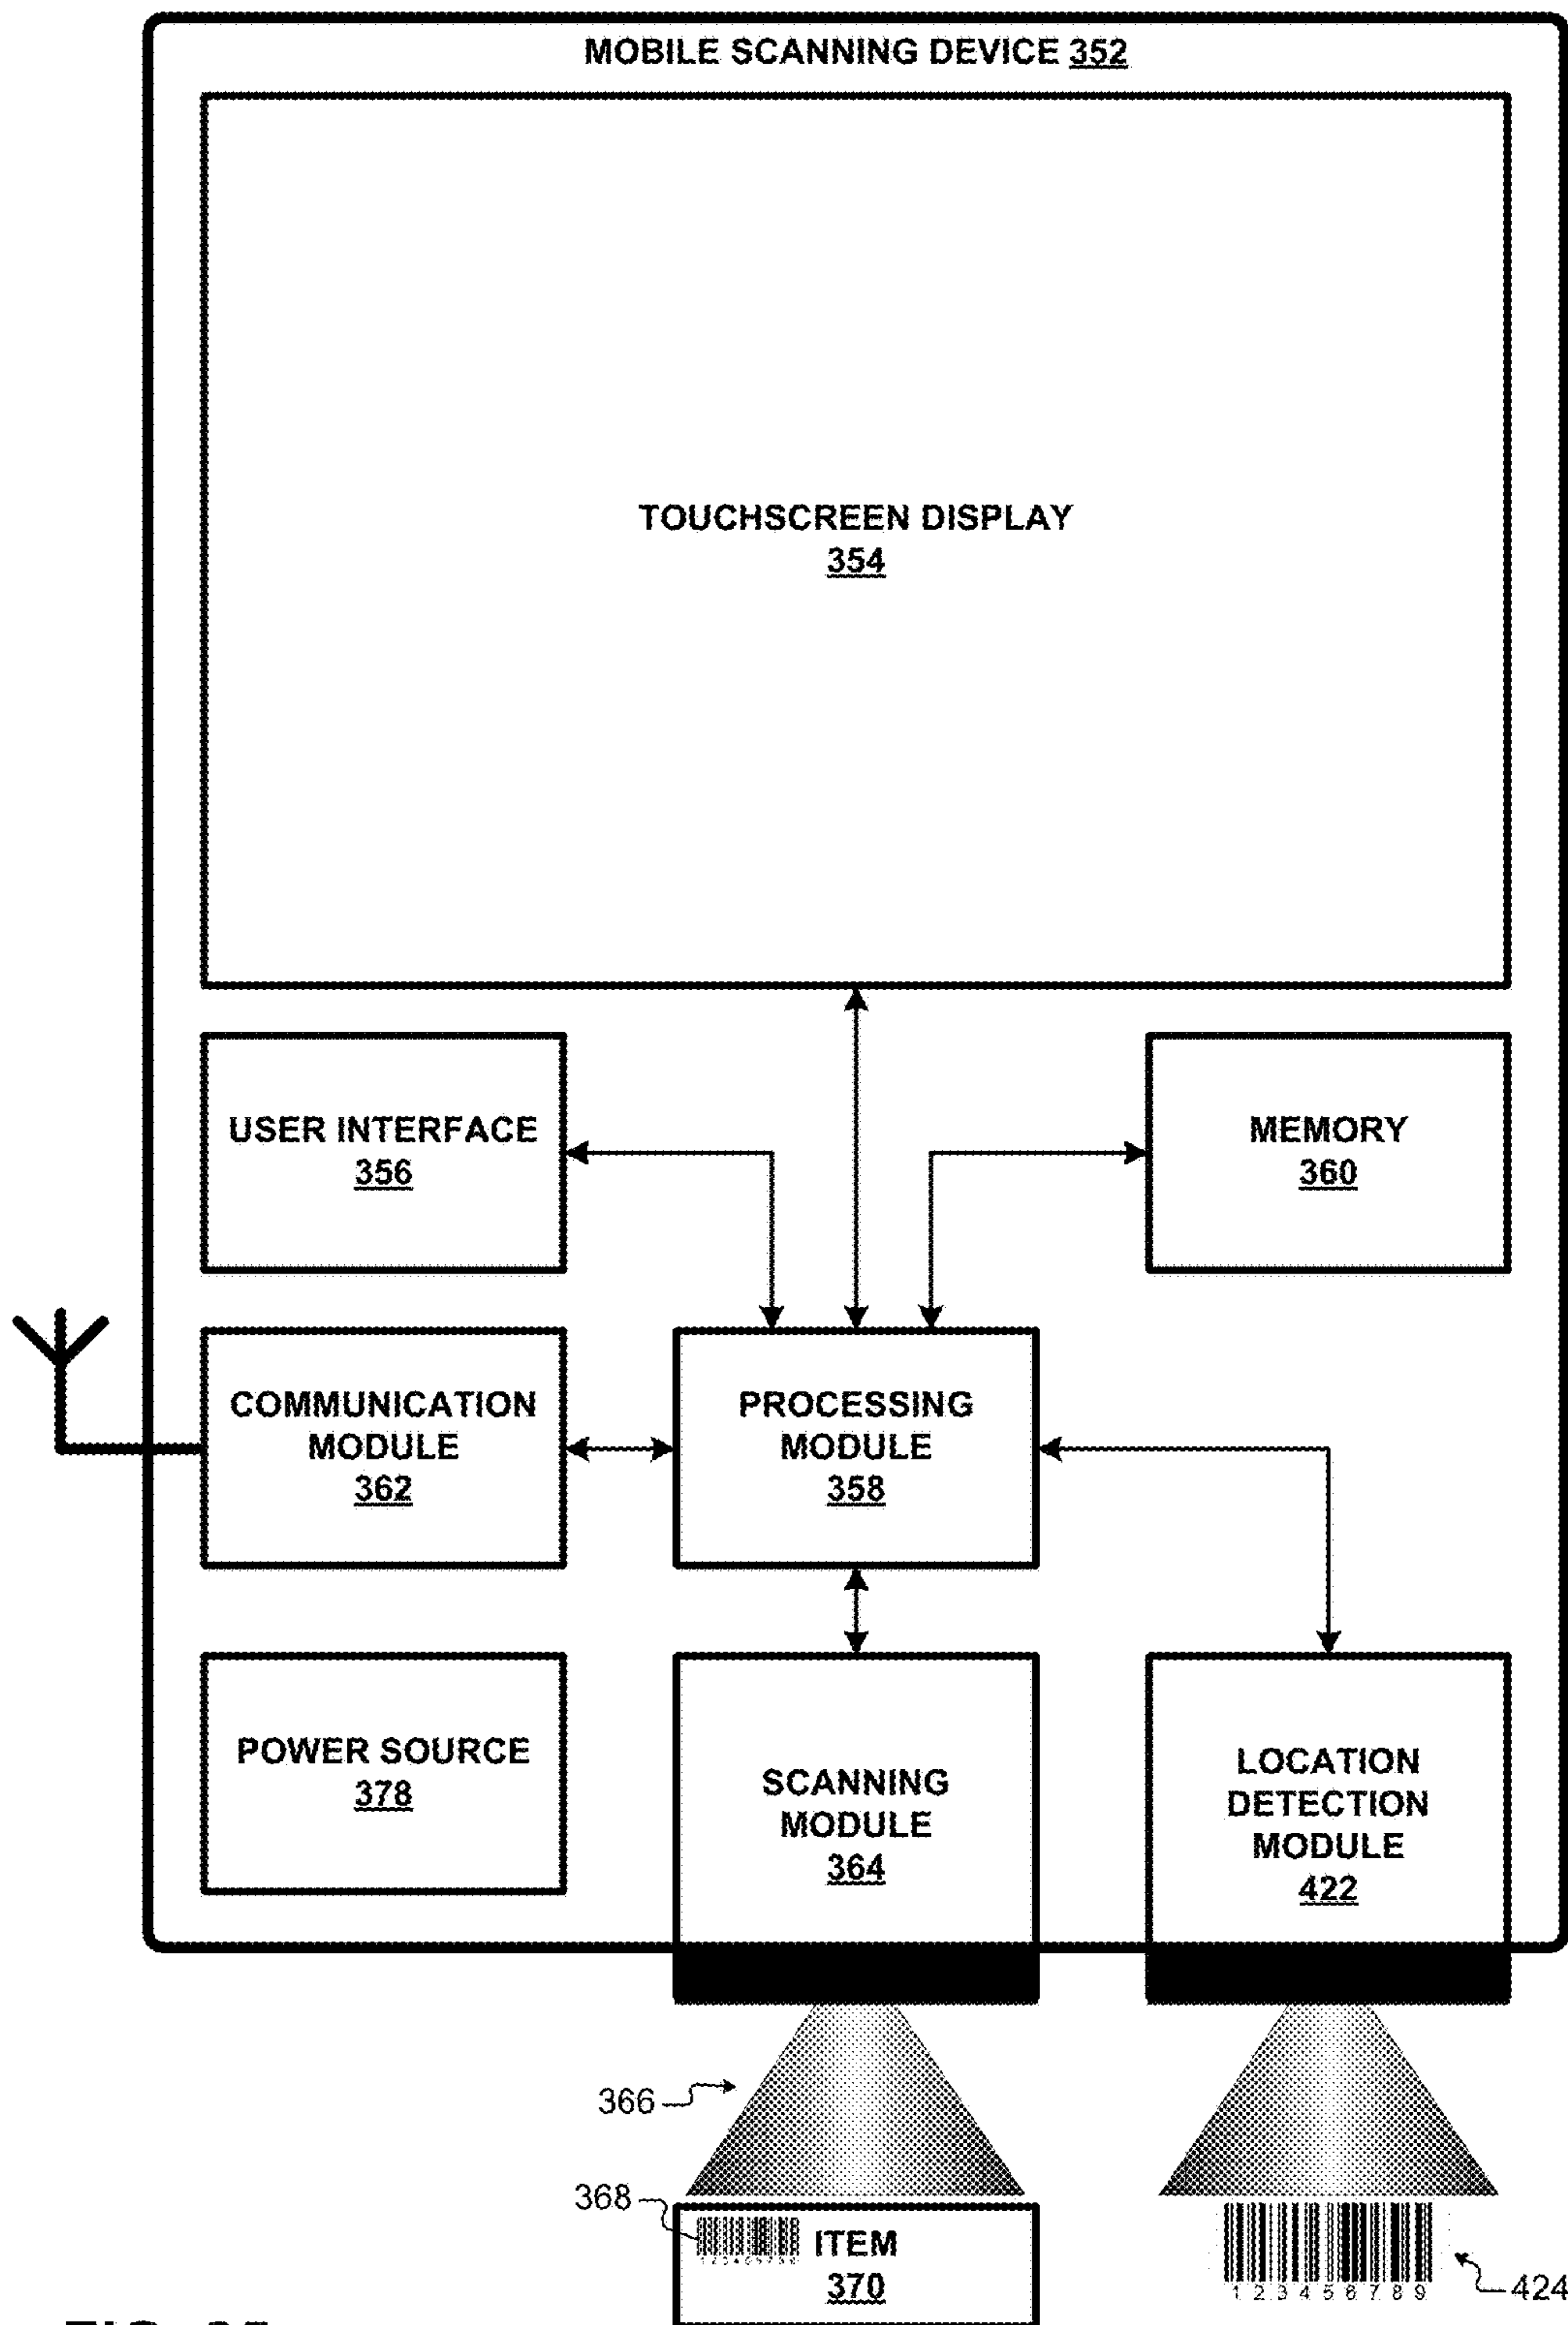 MOBILE SCANNING DEVICE 352
TOUCHSCREEN DISPLAY
354
USER INTERFACE
356
MEMORY
360
COMMUNICATION
MODULE
362
PROCESSING
MODULE
358
POWER SOURCE
378
SCANNING
MODULE
364
LOCATION
DETECTION
MODULE
422
366
368
ITEM
370
1 2 3 4 5 6 7 8 9
424